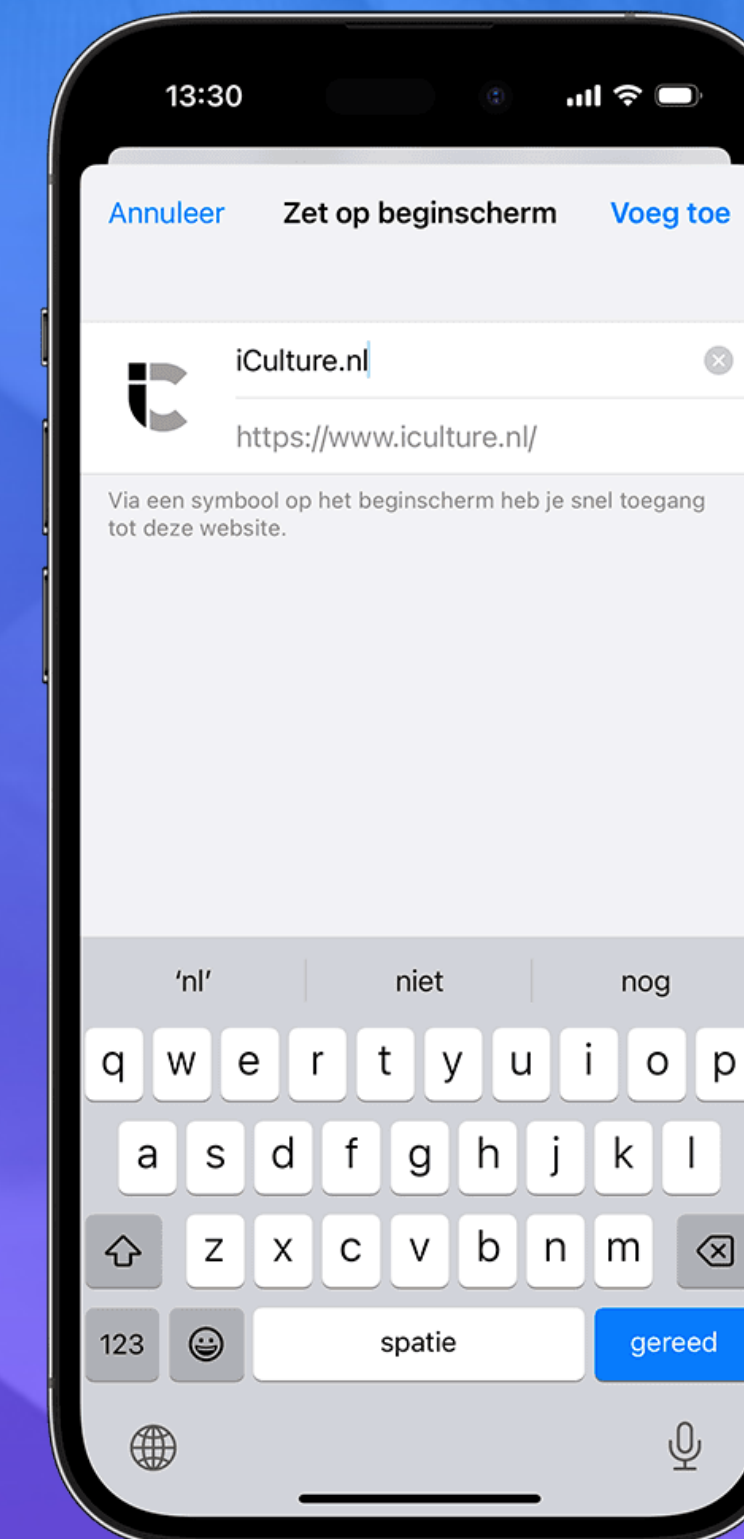 13:30
Annuleer Zet op beginscherm Voeg toe
iCulture.nl
https://www.iculture.nl/
Via een symbool op het beginscherm heb je snel toegang
tot deze website.
‘nl’ niet nog
q w e r t y u i o p
a s d f g h j k l
z x c v b n m
123 spatie gereed